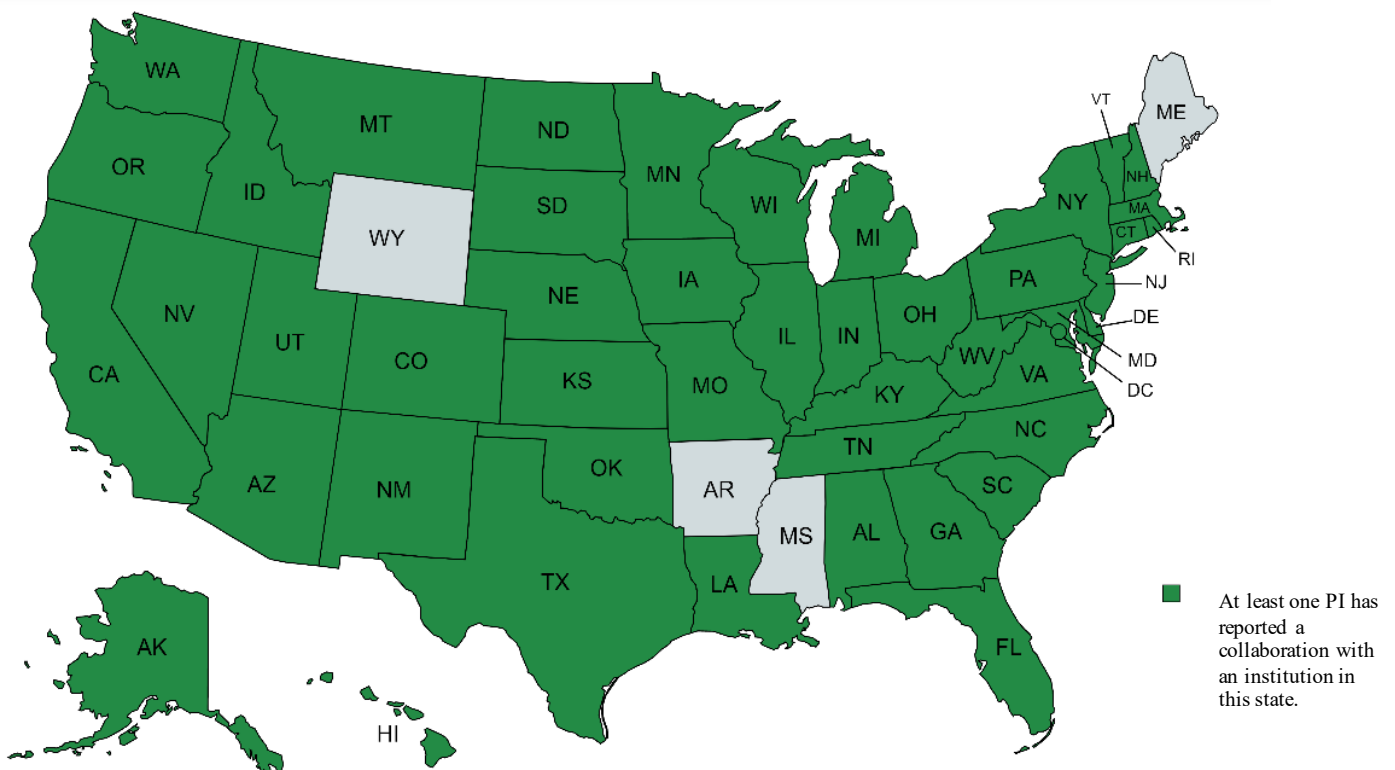 WA
MT
ND
MN
VT
ME
OR
ID
SD
WI
MI
NY
NH
MA
CT
RI
WY
IA
PA
NJ
NE
NV
UT
CO
IL
IN
OH
DE
MD
DC
WV
VA
CA
KS
MO
KY
NC
TN
AZ
NM
OK
AR
SC
MS
AL
GA
TX
LA
FL
AK
HI
At least one PI has
reported a
collaboration with
an institution in
this state.